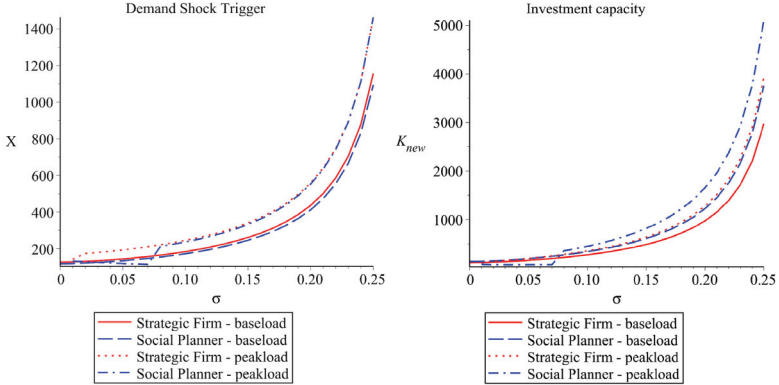 Demand Shock Trigger
1400
1200
1000
800
600
400
200
X
0
0.05
0.10
0.15
0.20
0.25
σ
Strategic Firm - baseload
Social Planner - baseload
Strategic Firm - peakload
Social Planner - peakload
Investment capacity
5000
4000
3000
2000
1000
K_new
0
0.05
0.10
0.15
0.20
0.25
σ
Strategic Firm - baseload
Social Planner - baseload
Strategic Firm - peakload
Social Planner - peakload